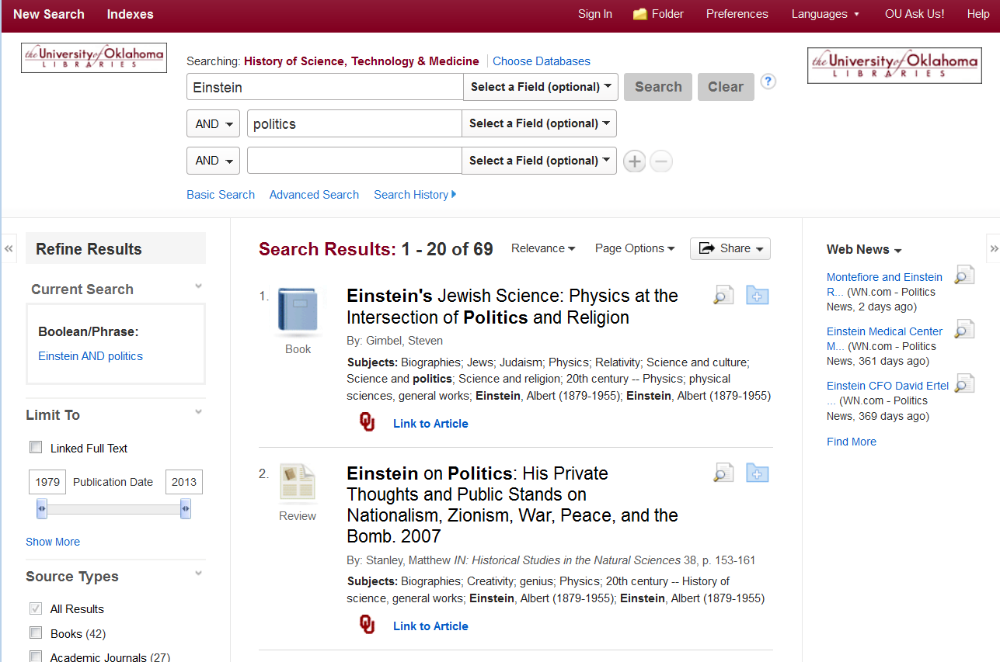 New Search Indexes Sign In Folder Preferences Languages OU Ask Us! Help
the University of Oklahoma
LIBRARIES
Searching: History of Science, Technology & Medicine Choose Databases
the University of Oklahoma
LIBRARIES
Einstein Select a Field (optional) Search Clear ?
AND politics Select a Field (optional)
AND Select a Field (optional)
Basic Search Advanced Search Search History
Refine Results
Current Search
Boolean/Phrase:
Einstein AND politics
Limit To
Linked Full Text
1979 Publication Date 2013
Show More
Source Types
All Results
Books (42)
Academic Journals (27)
Search Results: 1 - 20 of 69 Relevance Page Options Share
1.
Book
Einstein's Jewish Science: Physics at the
Intersection of Politics and Religion
By: Gimbel, Steven
Subjects: Biographies; Jews; Judaism; Physics; Relativity; Science and culture;
Science and politics; Science and religion; 20th century -- Physics; physical
sciences, general works; Einstein, Albert (1879-1955); Einstein, Albert (1879-1955)
OU Link to Article
2.
Review
Einstein on Politics: His Private
Thoughts and Public Stands on
Nationalism, Zionism, War, Peace, and the
Bomb. 2007
By: Stanley, Matthew IN: Historical Studies in the Natural Sciences 38, p. 153-161
Subjects: Biographies; Creativity; genius; Physics; 20th century -- History of
science, general works; Einstein, Albert (1879-1955); Einstein, Albert (1879-1955)
OU Link to Article
Web News
Montefiore and Einstein
R... (WN.com - Politics
News, 2 days ago)
Einstein Medical Center
M... (WN.com - Politics
News, 361 days ago)
Einstein CFO David Ertel
... (WN.com - Politics
News, 369 days ago)
Find More